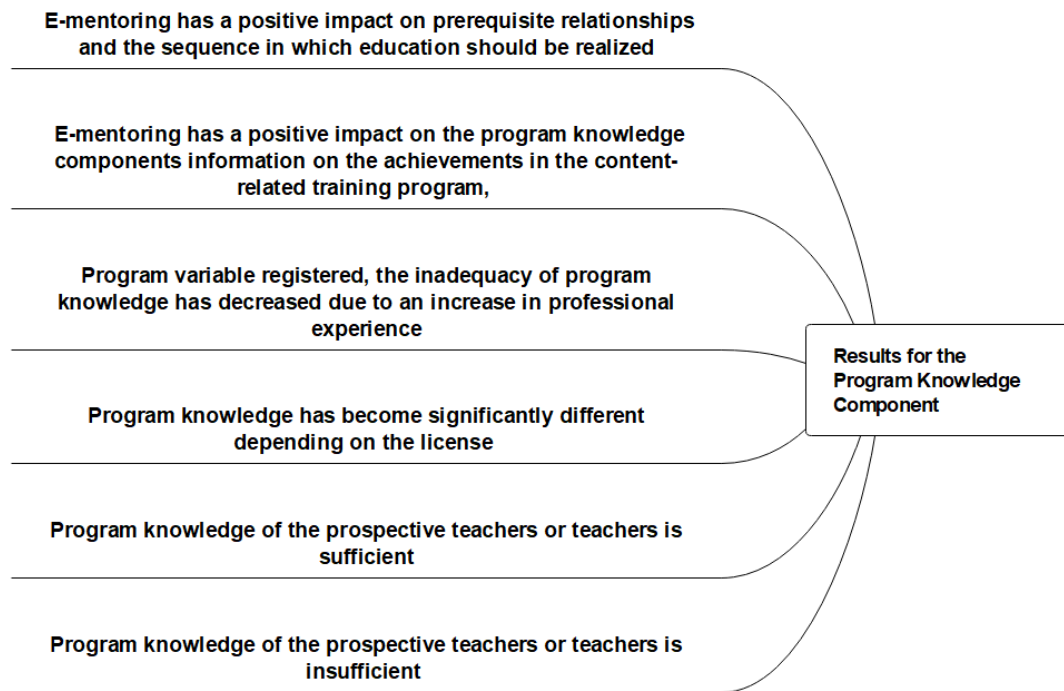 E-mentoring has a positive impact on prerequisite relationships
and the sequence in which education should be realized
E-mentoring has a positive impact on the program knowledge
components information on the achievements in the content-
related training program,
Program variable registered, the inadequacy of program
knowledge has decreased due to an increase in professional
experience
Program knowledge has become significantly different
depending on the license
Program knowledge of the prospective teachers or teachers is
sufficient
Program knowledge of the prospective teachers or teachers is
insufficient
Results for the
Program Knowledge
Component